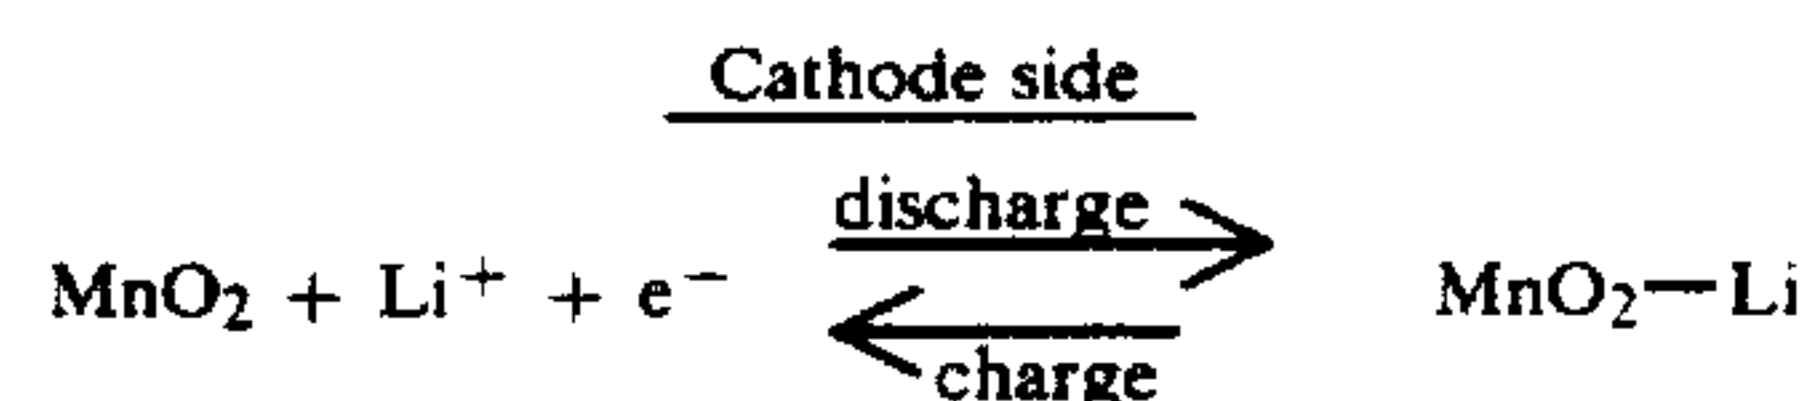 Cathode side
discharge
MnO₂ + Li⁺ + e⁻ MnO₂—Li
charge